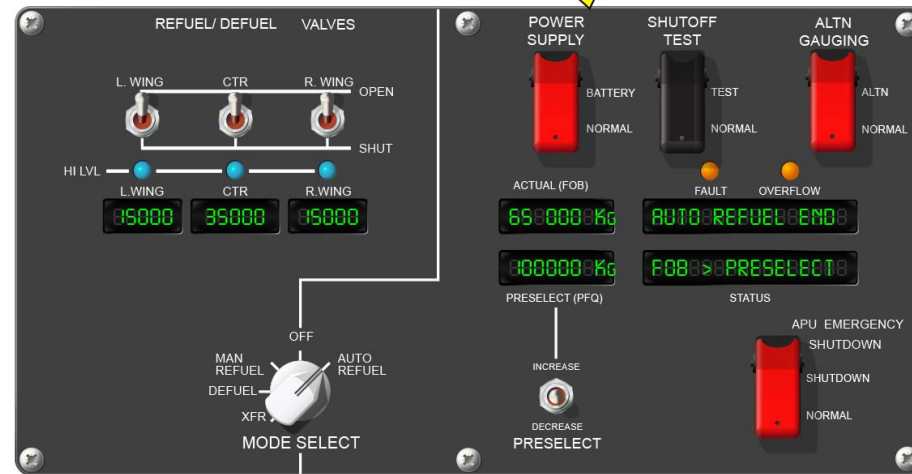 REFUEL/ DEFUEL VALVES
L. WING CTR R. WING
OPEN
SHUT
HI LVL
L.WING CTR R.WING
15000 35000 15000
OFF
MAN REFUEL
AUTO REFUEL
DEFUEL
XFR
MODE SELECT
POWER SUPPLY
BATTERY
NORMAL
SHUTOFF TEST
TEST
NORMAL
ALTN GAUGING
ALTN
NORMAL
FAULT OVERFLOW
ACTUAL (FOB)
65 000 KG
AUTO REFUEL END
100000 KG
FOB > PRESELECT
PRESELECT (PFQ)
STATUS
INCREASE
DECREASE
PRESELECT
APU EMERGENCY
SHUTDOWN
SHUTDOWN
NORMAL